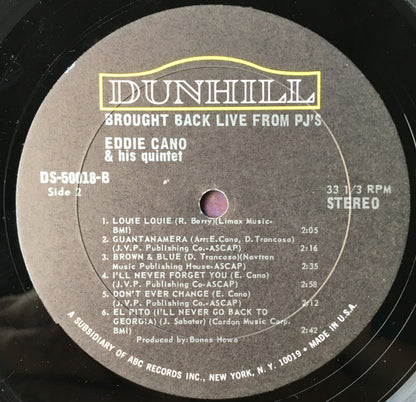 DUNHILL
BROUGHT BACK LIVE FROM PJ'S
EDDIE CANO
& his quintet
DS-50018-B
Side 2
33 1/3 RPM
STEREO
1. LOUIE LOUIE (R. Berry)(Limax Music-
BMI) 2:05
2. GUANTANAMERA (Arr: E. Cano, D. Troncoso)
(J.V.P. Publishing Co.-ASCAP) 2:16
3. BROWN & BLUE (D. Troncoso)(Navtron
Music Publishing House-ASCAP) 2:35
4. I'LL NEVER FORGET YOU (E. Cano)
(J.V.P. Publishing Co-ASCAP) 2:58
5. DON'T EVER CHANGE (E. Cano)
(J.V.P. Publishing Co.-ASCAP) 2:12
6. EL PITO (I'LL NEVER GO BACK TO
GEORGIA) (J. Sabater) (Cordon Music Corp.
BMI) 2:42
Produced by: Bones Howe
A SUBSIDIARY OF ABC RECORDS INC., NEW YORK, N.Y. 10019 • MADE IN U.S.A.